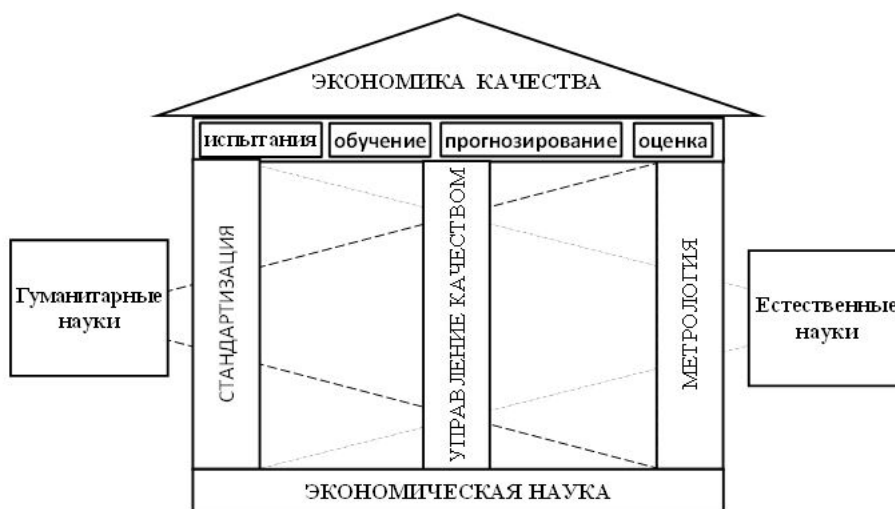 ЭКОНОМИКА КАЧЕСТВА
испытания
обучение
прогнозирование
оценка
Гуманитарные
науки
СТАНДАРТИЗАЦИЯ
УПРАВЛЕНИЕ КАЧЕСТВОМ
МЕТРОЛОГИЯ
Естественные
науки
ЭКОНОМИЧЕСКАЯ НАУКА